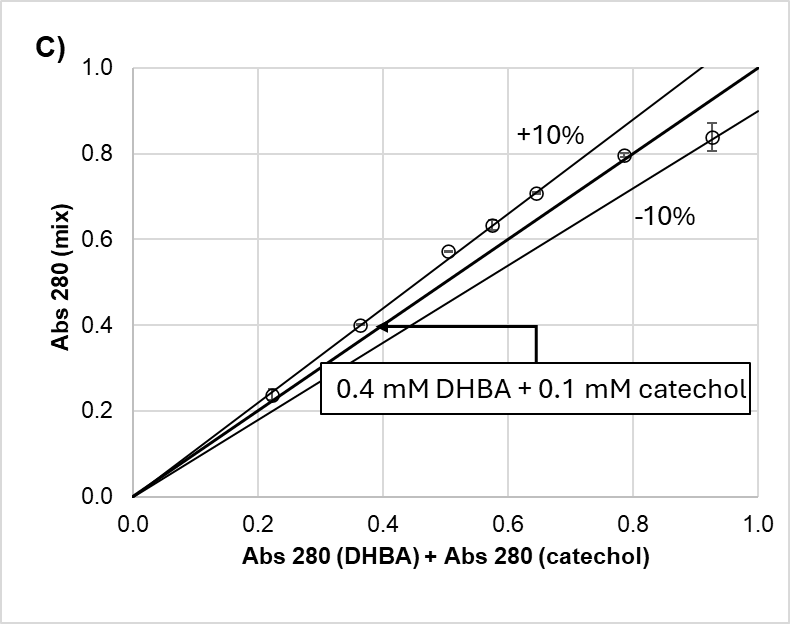 C)
1.0
+10%
0.8
-10%
0.6
Abs 280 (mix)
0.4
0.4 mM DHBA + 0.1 mM catechol
0.2
0.0
0.0 0.2 0.4 0.6 0.8 1.0
Abs 280 (DHBA) + Abs 280 (catechol)